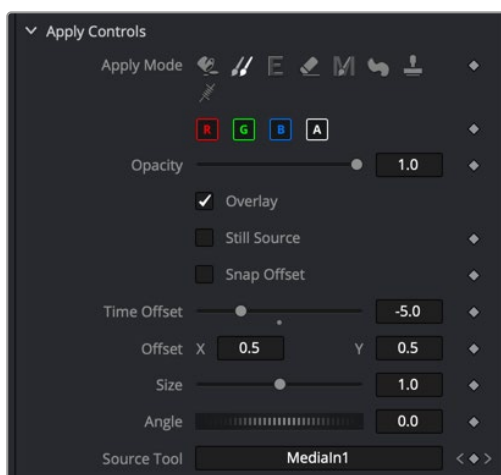 Apply Controls
Apply Mode E M
R G B A
Opacity 1.0
Overlay
Still Source
Snap Offset
Time Offset -5.0
Offset X 0.5 Y 0.5
Size 1.0
Angle 0.0
Source Tool MediaIn1